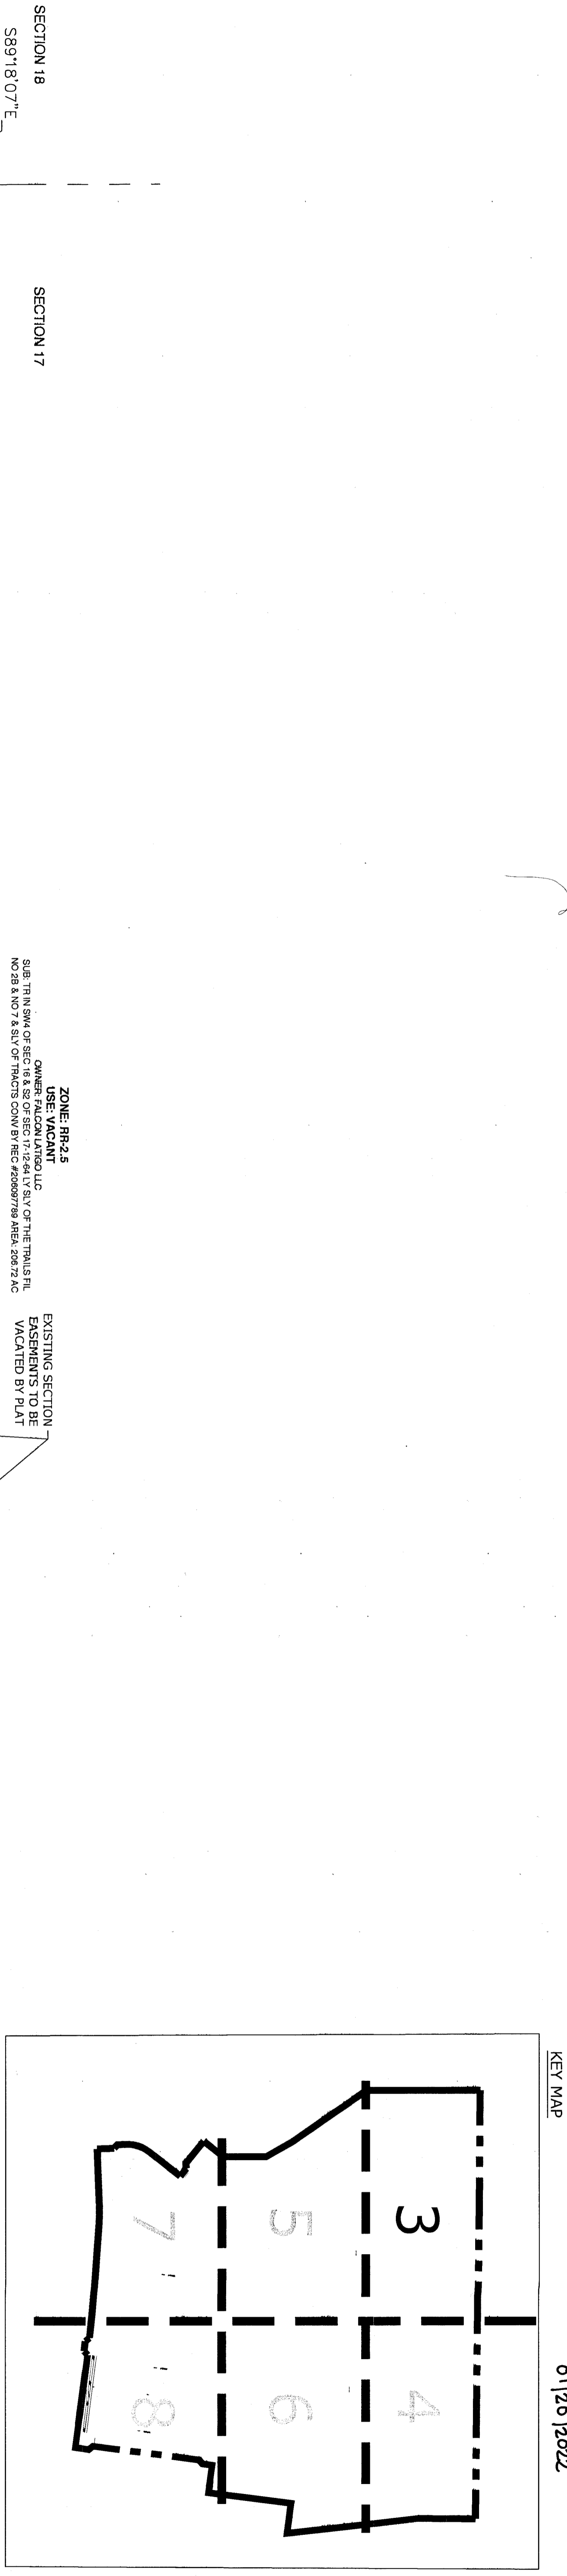 SECTION 18
S89°18'07"E
SECTION 17
ZONE: RR-2.5
USE: VACANT
OWNER: FALCON LATIGO LLC
SUB: TR IN SW4 OF SEC 16 & S2 OF SEC 17-12-64 LY SLY OF THE TRAILS FIL
NO 2B & NO 7 & SLY OF TRACTS CONV BY REC #206097789 AREA: 206.72 AC
EXISTING SECTION
EASEMENTS TO BE
VACATED BY PLAT
KEY MAP
01/26/2022
3
4
5
6
7
8